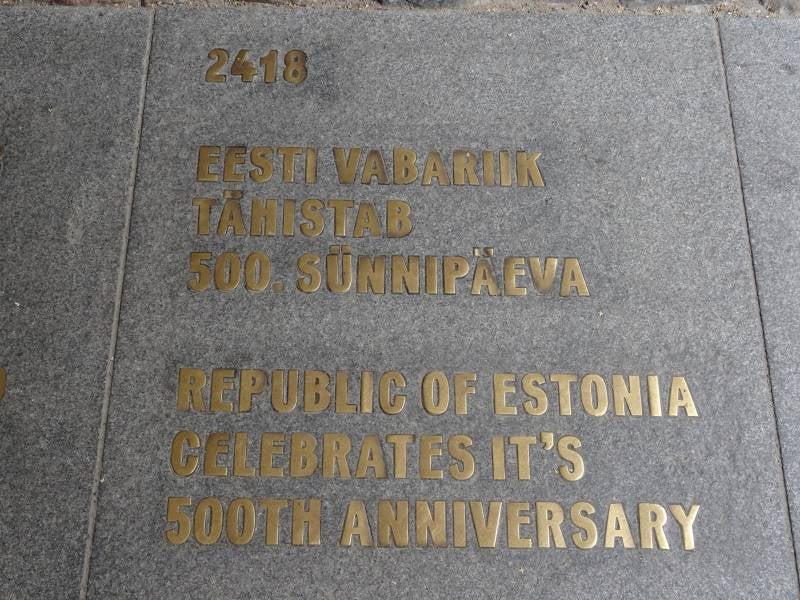 2418
EESTI VABARIIK
TÄHISTAB
500. SÜNNIPÄEVA
REPUBLIC OF ESTONIA
CELEBRATES IT'S
500TH ANNIVERSARY